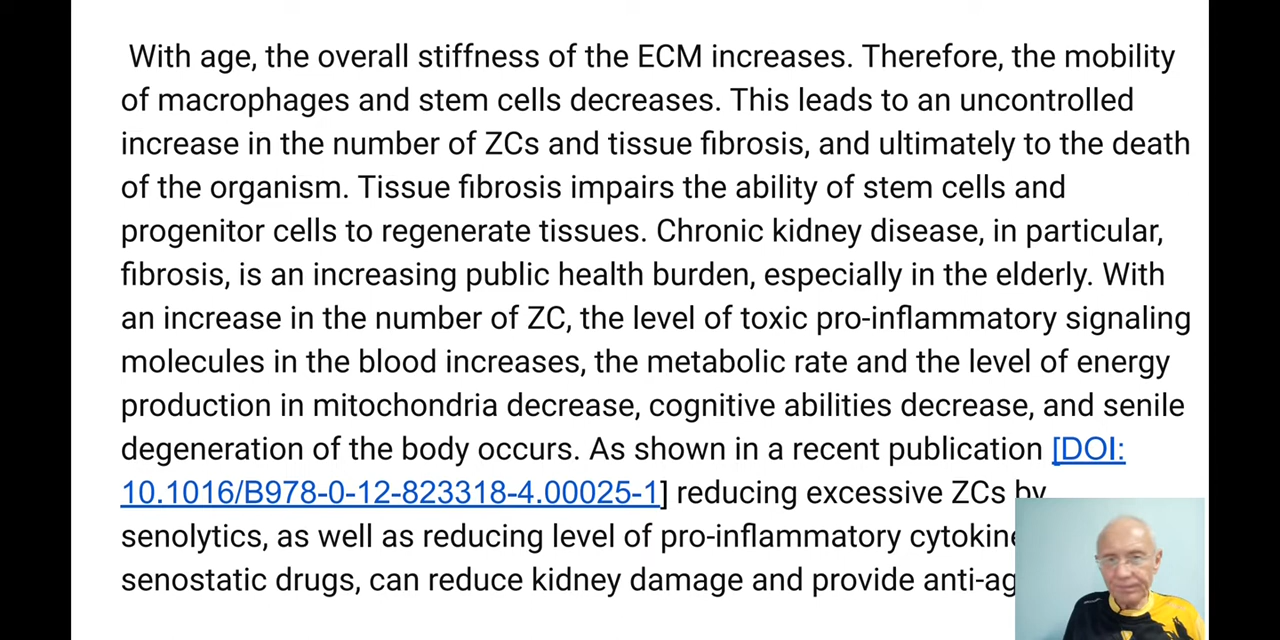 With age, the overall stiffness of the ECM increases. Therefore, the mobility
of macrophages and stem cells decreases. This leads to an uncontrolled
increase in the number of ZCs and tissue fibrosis, and ultimately to the death
of the organism. Tissue fibrosis impairs the ability of stem cells and
progenitor cells to regenerate tissues. Chronic kidney disease, in particular,
fibrosis, is an increasing public health burden, especially in the elderly. With
an increase in the number of ZC, the level of toxic pro-inflammatory signaling
molecules in the blood increases, the metabolic rate and the level of energy
production in mitochondria decrease, cognitive abilities decrease, and senile
degeneration of the body occurs. As shown in a recent publication [DOI:
10.1016/B978-0-12-823318-4.00025-1] reducing excessive ZCs by
senolytics, as well as reducing level of pro-inflammatory
senostatic drugs, can reduce kidney damage and provide